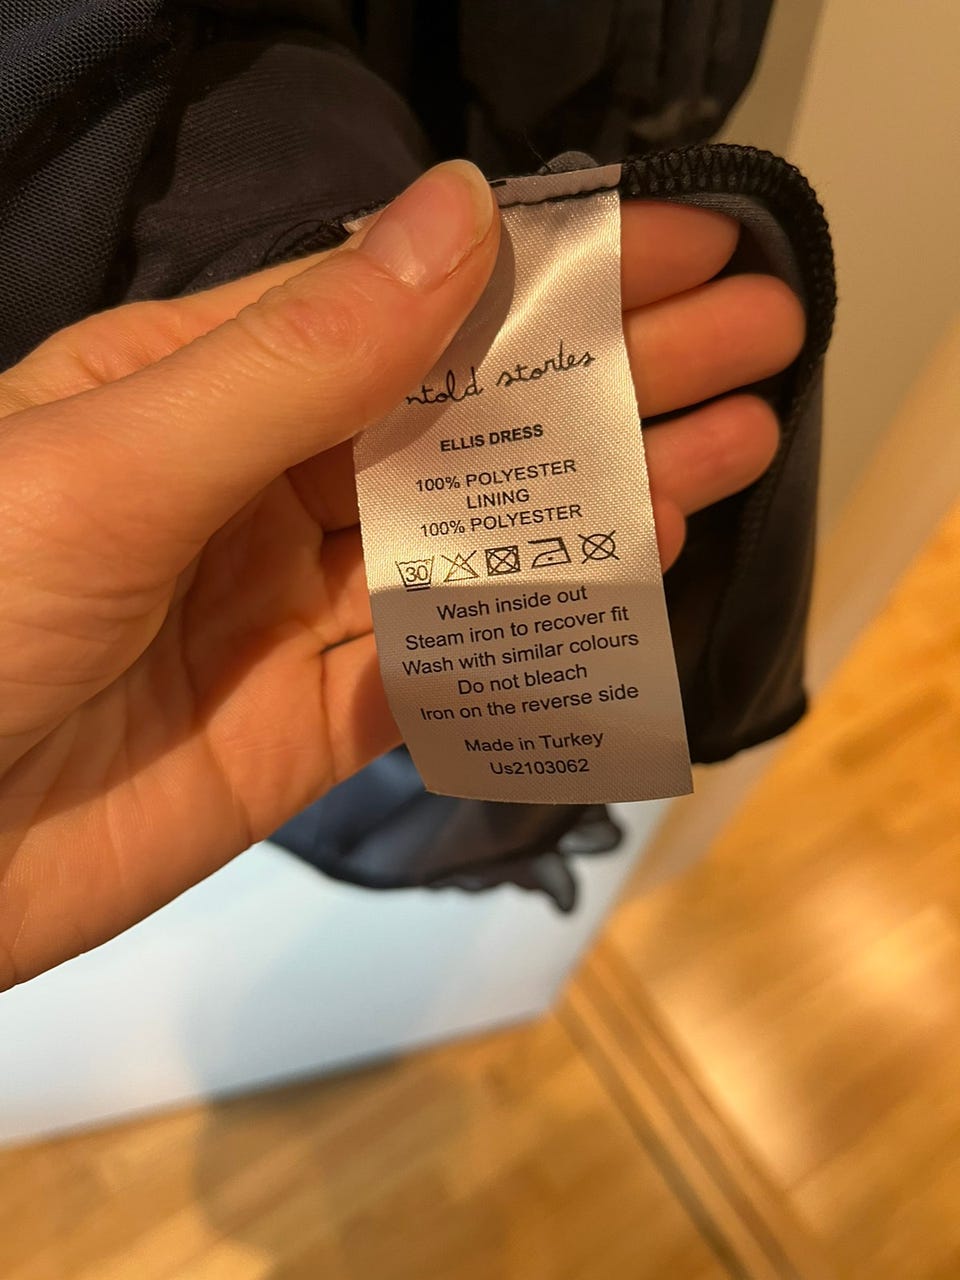 ntold stories
ELLIS DRESS
100% POLYESTER
LINING
100% POLYESTER
30
Wash inside out
Steam iron to recover fit
Wash with similar colours
Do not bleach
Iron on the reverse side
Made in Turkey
Us2103062